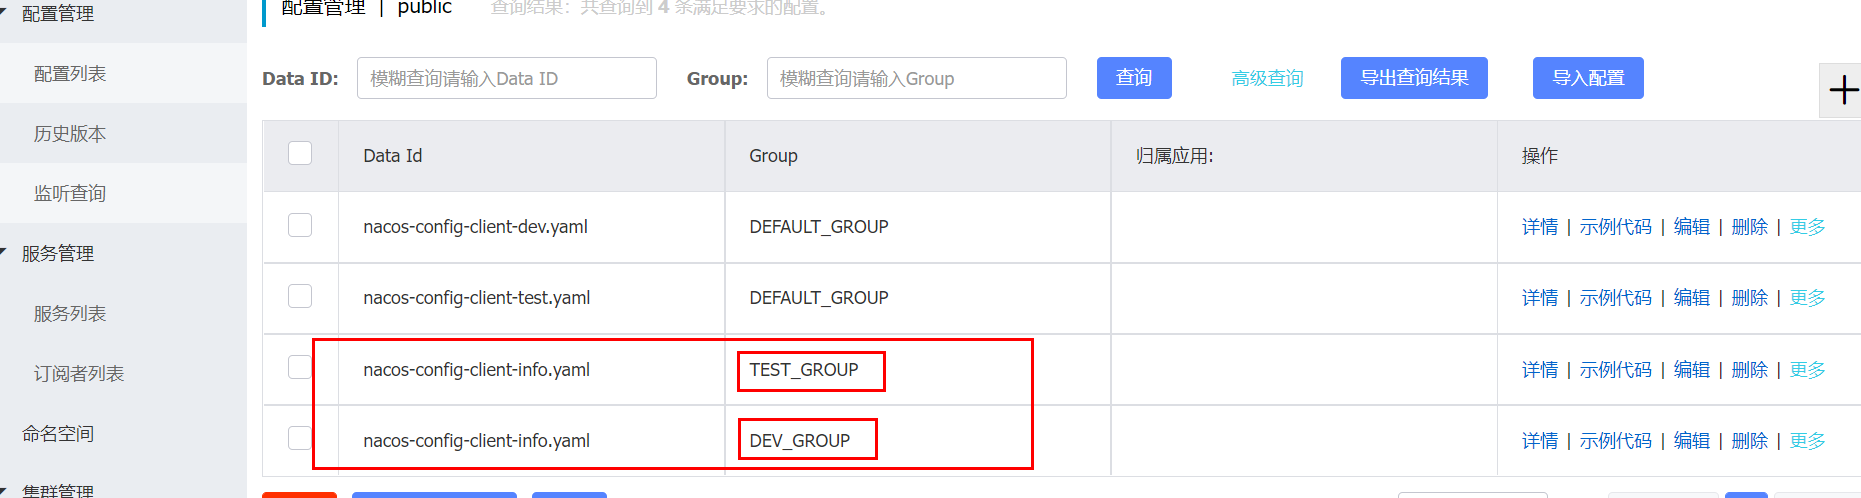 配置管理
配置列表
历史版本
监听查询
服务管理
服务列表
订阅者列表
命名空间
集群管理
配置管理 | public 查询结果：共查询到 4 条满足要求的配置。
Data ID: 模糊查询请输入Data ID Group: 模糊查询请输入Group 查询 高级查询 导出查询结果 导入配置
Data Id Group 归属应用: 操作
nacos-config-client-dev.yaml DEFAULT_GROUP 详情 | 示例代码 | 编辑 | 删除 | 更多
nacos-config-client-test.yaml DEFAULT_GROUP 详情 | 示例代码 | 编辑 | 删除 | 更多
nacos-config-client-info.yaml TEST_GROUP 详情 | 示例代码 | 编辑 | 删除 | 更多
nacos-config-client-info.yaml DEV_GROUP 详情 | 示例代码 | 编辑 | 删除 | 更多